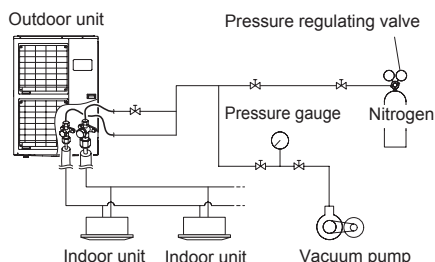 Outdoor unit
Pressure regulating valve
Pressure gauge
Nitrogen
Indoor unit
Indoor unit
Vacuum pump